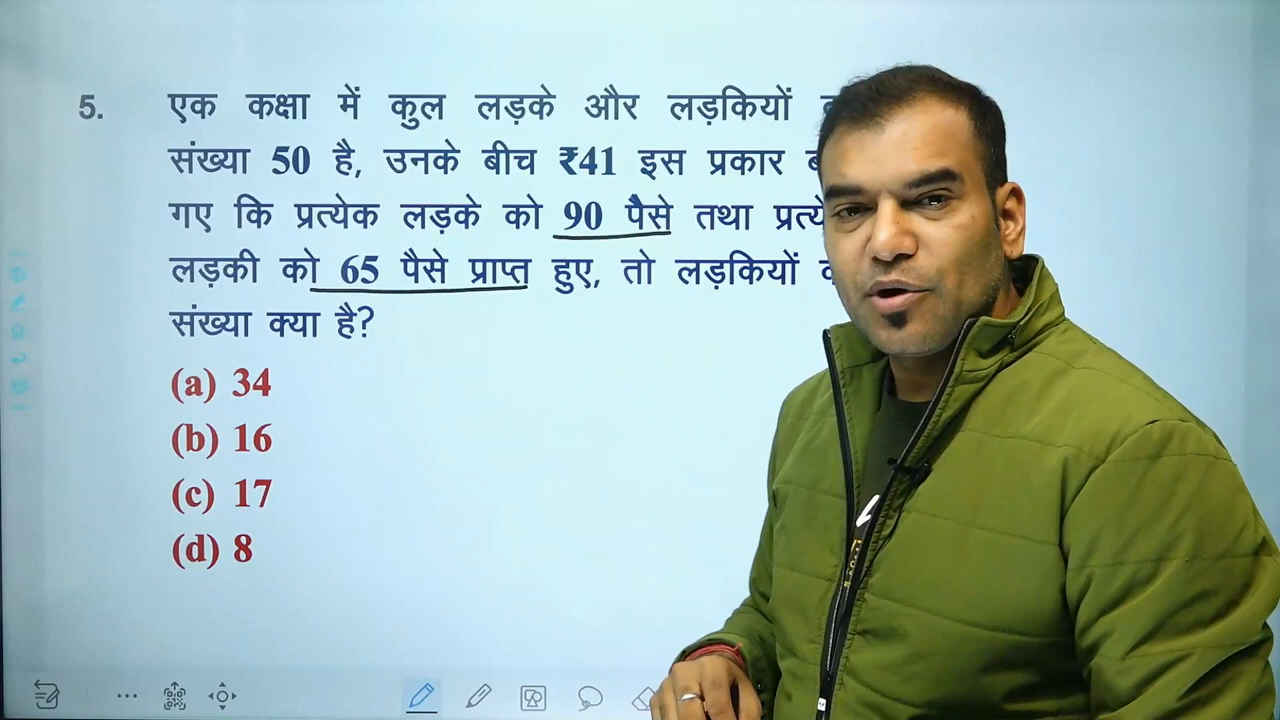 5. एक कक्षा में कुल लड़के और लड़कियों
संख्या 50 है, उनके बीच ₹41 इस प्रकार
गए कि प्रत्येक लड़के को 90 पैसे तथा
लड़की को 65 पैसे प्राप्त हुए, तो लड़कियों
संख्या क्या है?
(a) 34
(b) 16
(c) 17
(d) 8